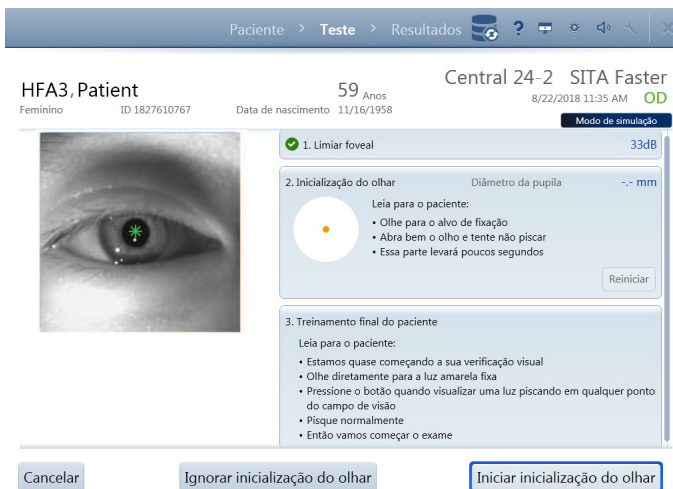 Paciente > Teste > Resultados ?
HFA3, Patient 59 Anos Central 24-2 SITA Faster
Feminino ID 1827610767 Data de nascimento 11/16/1958 8/22/2018 11:35 AM OD
Modo de simulação
1. Limiar foveal 33dB
2. Inicialização do olhar Diâmetro da pupila -.- mm
Leia para o paciente:
• Olhe para o alvo de fixação
• Abra bem o olho e tente não piscar
• Essa parte levará poucos segundos
Reiniciar
3. Treinamento final do paciente
Leia para o paciente:
• Estamos quase começando a sua verificação visual
• Olhe diretamente para a luz amarela fixa
• Pressione o botão quando visualizar uma luz piscando em qualquer ponto
do campo de visão
• Pisque normalmente
• Então vamos começar o exame
Cancelar Ignorar inicialização do olhar Iniciar inicialização do olhar